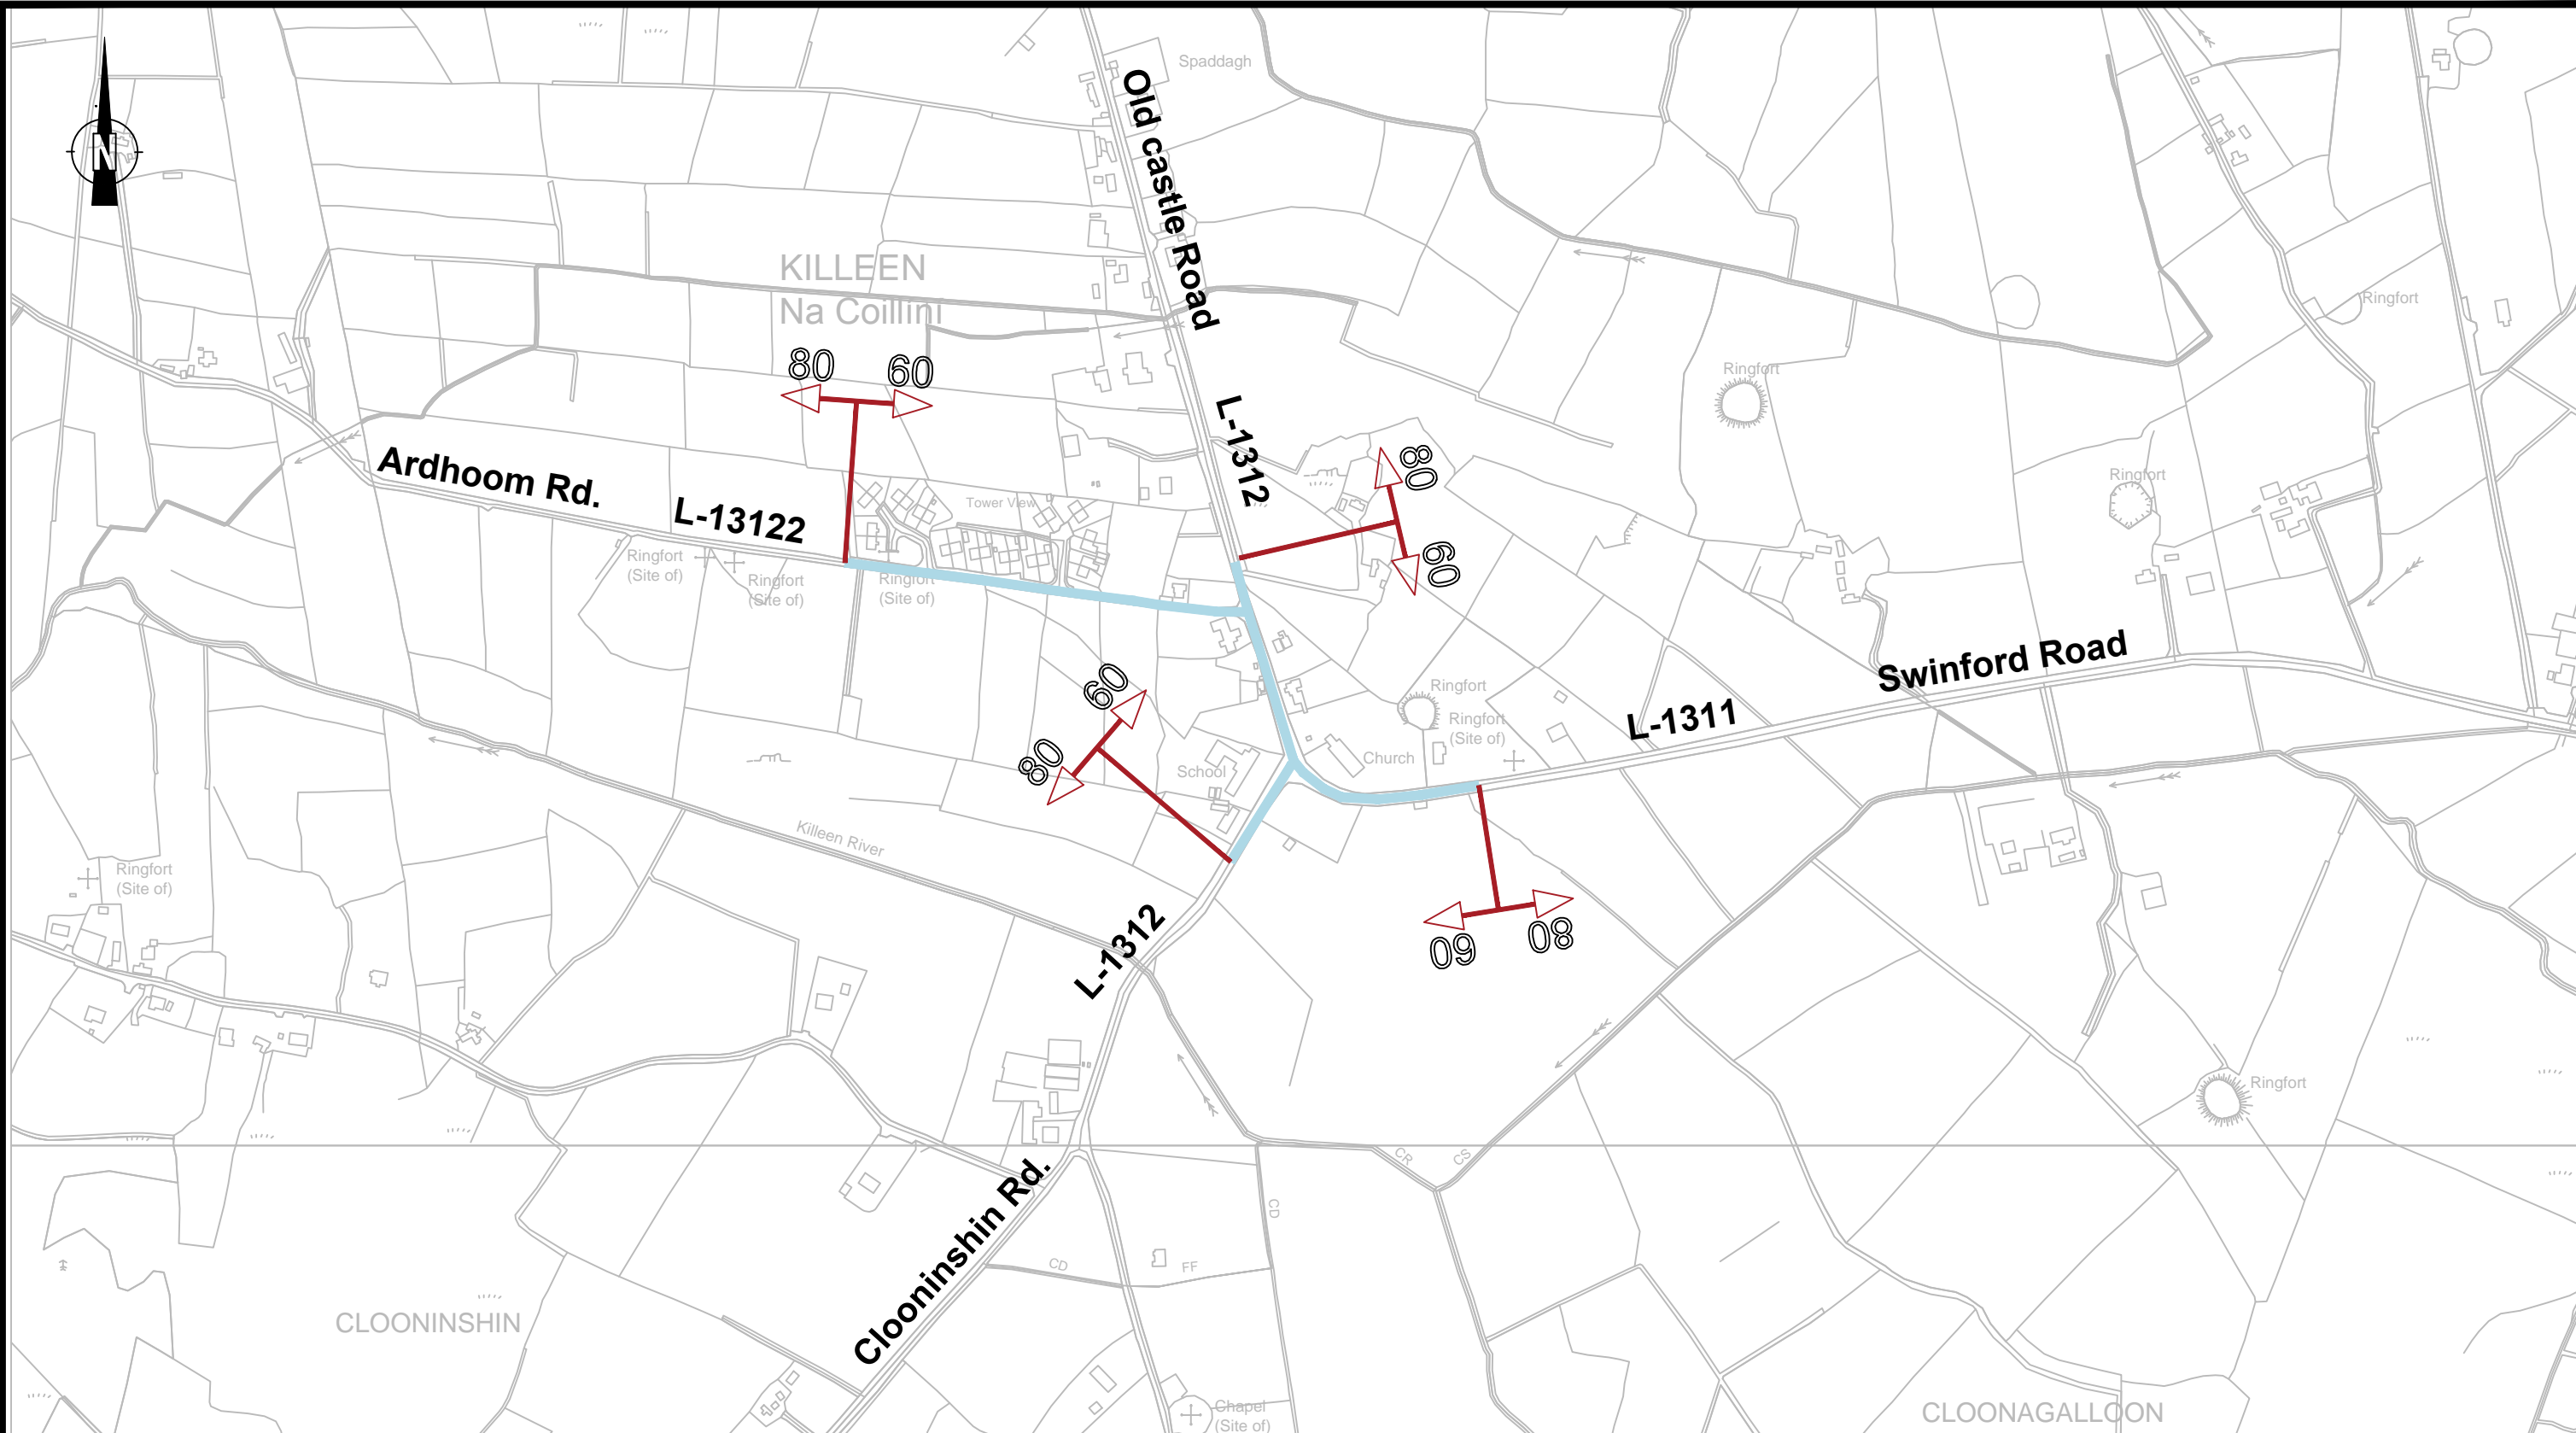 Spaddagh
Old castle Road
N
KILLEEN
Na Coillini
Ringfort
80
60
Ringfort
L-1312
80
Ardhoom Rd.
Ringfort
L-13122
Tower View
60
Ringfort
(Site of)
Ringfort
(Site of)
Ringfort
(Site of)
Swinford Road
60
Ringfort
L-1311
Ringfort
(Site of)
80
School
Church
Killeen River
Ringfort
(Site of)
L-1312
60
80
Ringfort
CR
CS
Clooninshin Rd.
CD
CD
FF
CLOONINSHIN
Chapel
(Site of)
CLOONAGALLOON